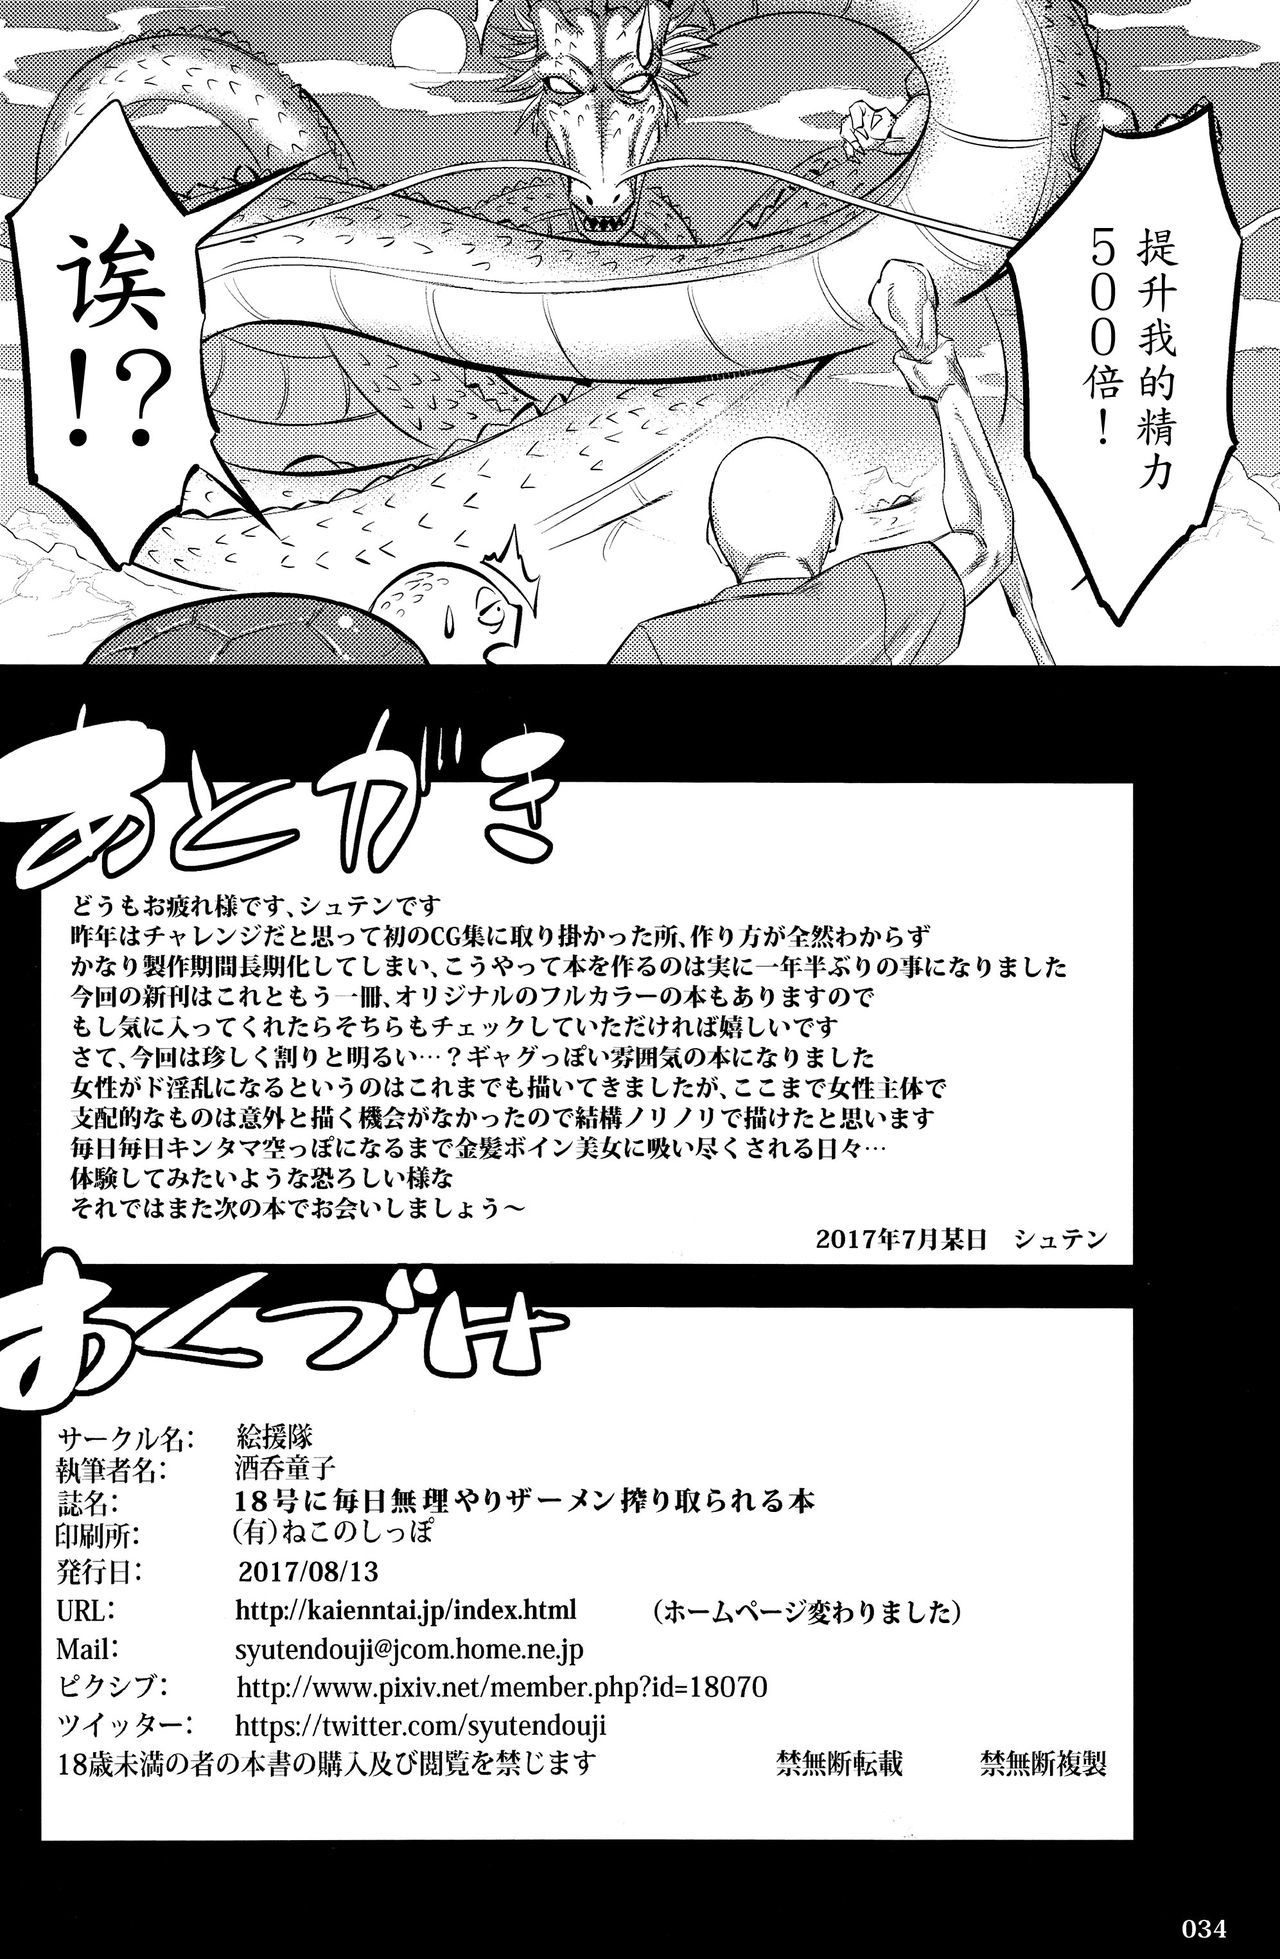 提升我的精力
500倍！
诶！？
あとがき
どうもお疲れ様です、シュテンです
昨年はチャレンジだと思って初のCG集に取り掛かった所、作り方が全然わからず
かなり製作期間長期化してしまい、こうやって本を作るのは実に一年半ぶりの事になりました
今回の新刊はこれともう一冊、オリジナルのフルカラーの本もありますので
もし気に入ってくれたらそちらもチェックしていただければ嬉しいです
さて、今回は珍しく割りと明るい…？ギャグっぽい雰囲気の本になりました
女性がド淫乱になるというのはこれまでも描いてきましたが、ここまで女性主体で
支配的なものは意外と描く機会がなかったので結構ノリノリで描けたと思います
毎日毎日キンタマ空っぽになるまで金髪ボイン美女に吸い尽くされる日々…
体験してみたいような恐ろしい様な
それではまた次の本でお会いしましょう～
2017年7月某日　シュテン
おくづけ
サークル名：　絵援隊
執筆者名：　酒呑童子
誌名：　18号に毎日無理やりザーメン搾り取られる本
印刷所：　（有）ねこのしっぽ
発行日：　2017/08/13
URL：　http://kaienntai.jp/index.html　（ホームページ変わりました）
Mail：　syutendouji@jcom.home.ne.jp
ピクシブ：　http://www.pixiv.net/member.php?id=18070
ツイッター：　https://twitter.com/syutendouji
18歳未満の者の本書の購入及び閲覧を禁じます　禁無断転載　禁無断複製
034